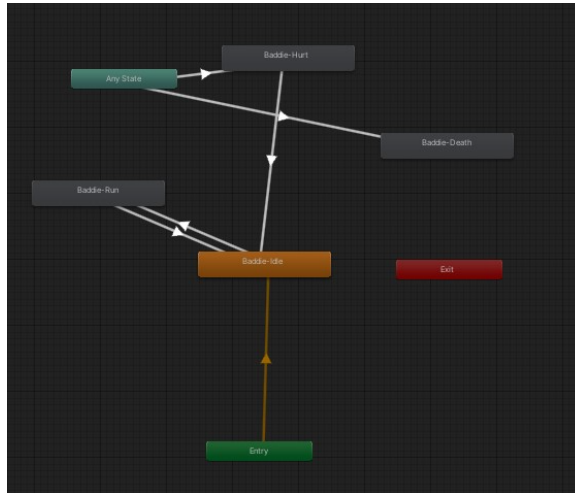 Baddie-Hurt
Any State
Baddie-Death
Baddie-Run
Baddie-Idle
Exit
Entry